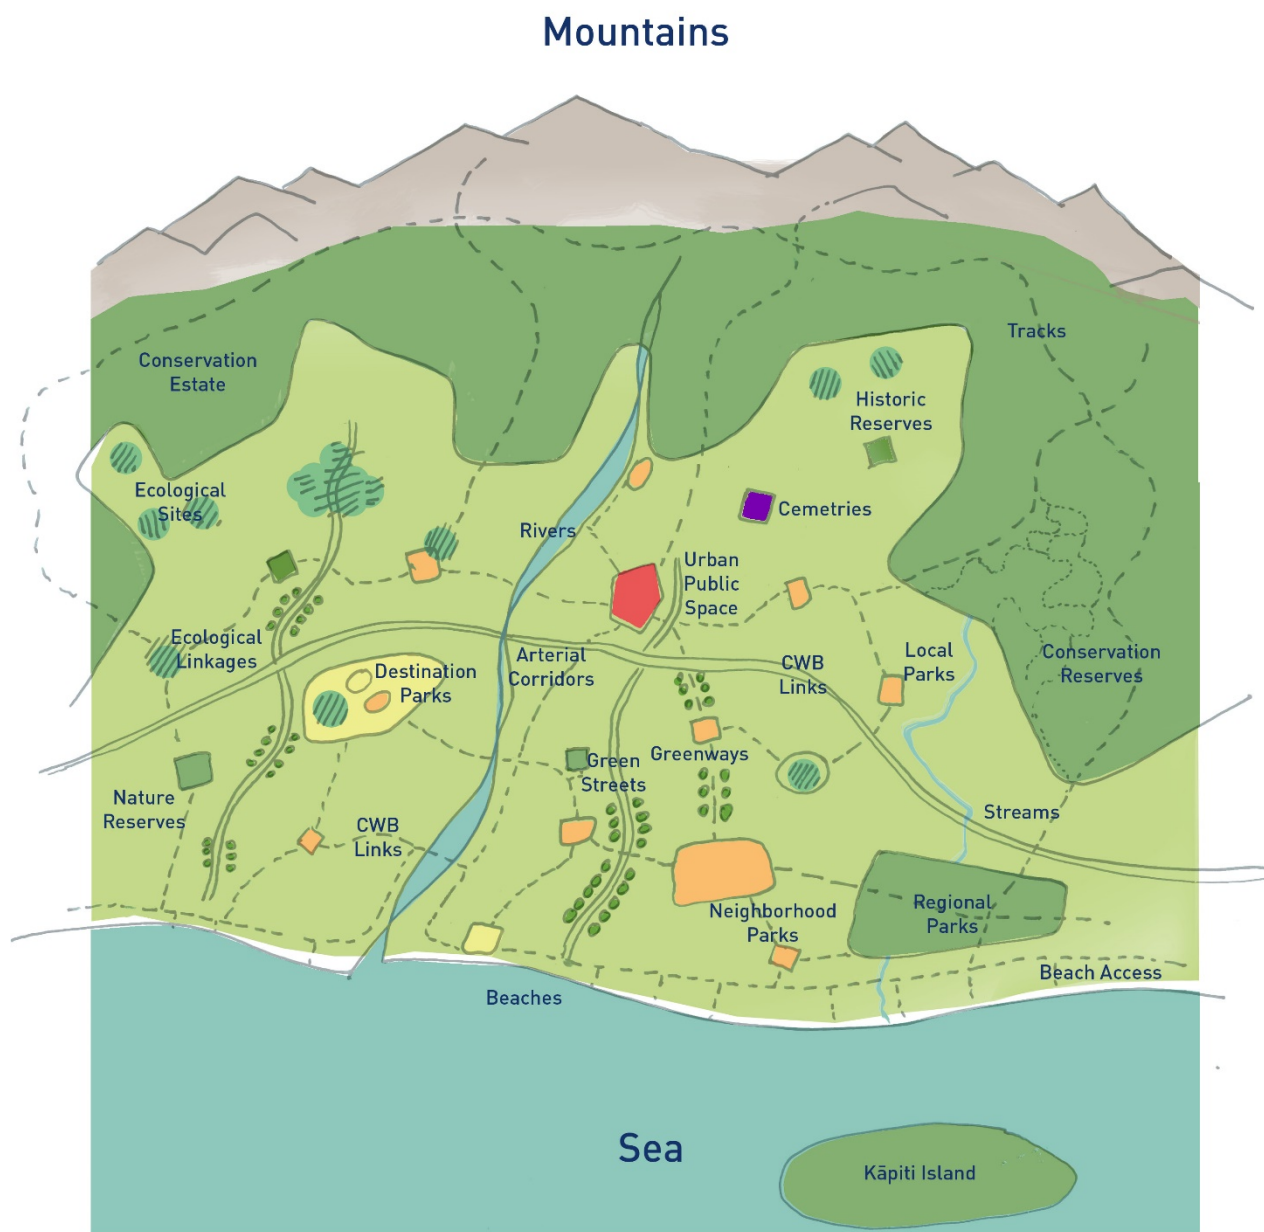 Mountains
Tracks
Conservation
Estate
Historic
Reserves
Ecological
Sites
Cemetries
Rivers
Urban
Public
Space
Ecological
Linkages
Arterial
Corridors
Destination
Parks
CWB
Links
Local
Parks
Conservation
Reserves
Green
Streets
Greenways
Nature
Reserves
CWB
Links
Streams
Neighborhood
Parks
Regional
Parks
Beach Access
Beaches
Sea
Kāpiti Island